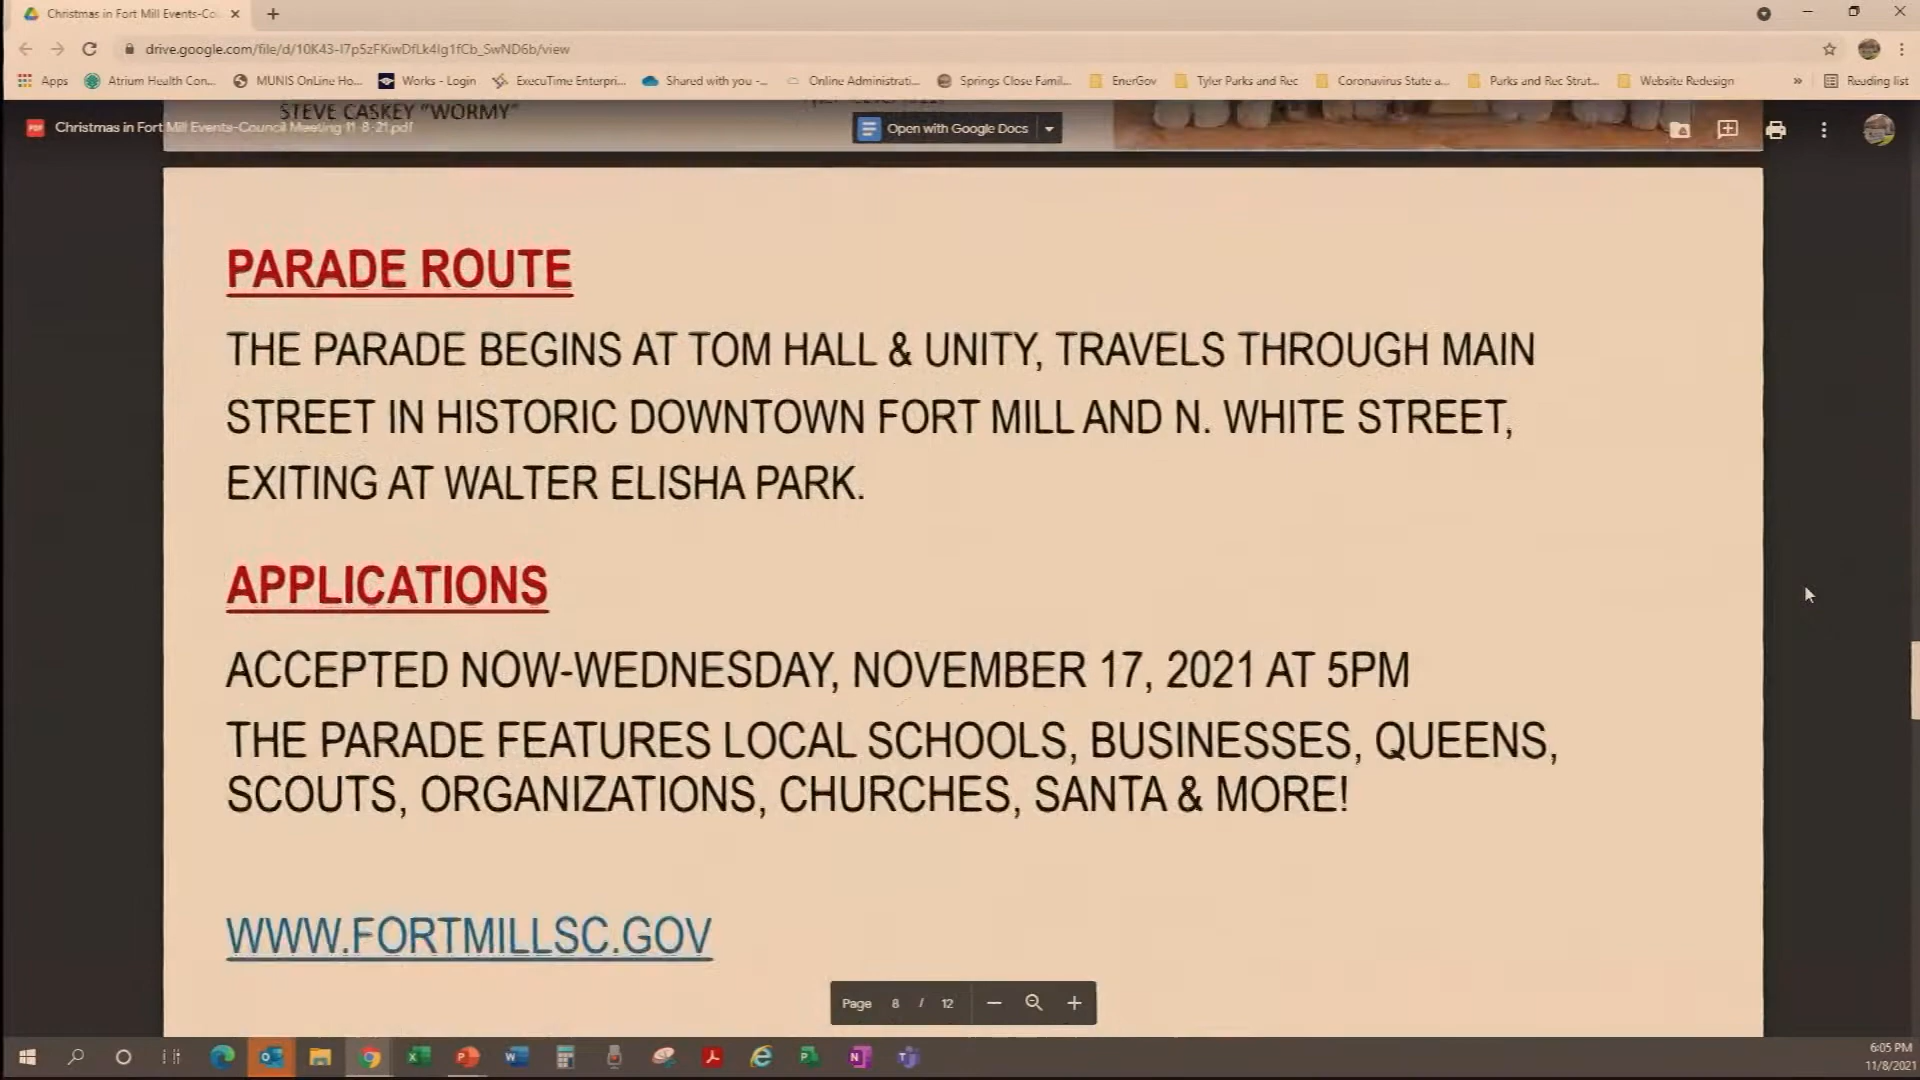 Christmas in Fort Mill Events-Co
drive.google.com/file/d/10K43-I7p5zFKiwDfLk4Ig1fCb_SwND6b/view
Apps Atrium Health Con... MUNIS OnLine Ho... Works - Login ExecuTime Enterpri... Shared with you -... Online Administrati... Springs Close Famil... EnerGov Tyler Parks and Rec Coronavirus State a... Parks and Rec Strat... Website Redesign » Reading list
STEVE CASKEY "WORMY"
Christmas in Fort Mill Events-Council Meeting 11-8-21.pdf Open with Google Docs
PARADE ROUTE
THE PARADE BEGINS AT TOM HALL & UNITY, TRAVELS THROUGH MAIN
STREET IN HISTORIC DOWNTOWN FORT MILL AND N. WHITE STREET,
EXITING AT WALTER ELISHA PARK.
APPLICATIONS
ACCEPTED NOW-WEDNESDAY, NOVEMBER 17, 2021 AT 5PM
THE PARADE FEATURES LOCAL SCHOOLS, BUSINESSES, QUEENS,
SCOUTS, ORGANIZATIONS, CHURCHES, SANTA & MORE!
WWW.FORTMILLSC.GOV
Page 8 / 12
6:05 PM
11/8/2021